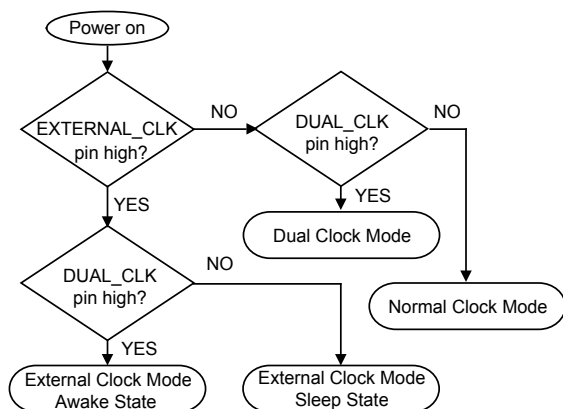 Power on
EXTERNAL_CLK
pin high?
NO
DUAL_CLK
pin high?
NO
YES
YES
Dual Clock Mode
DUAL_CLK
pin high?
NO
Normal Clock Mode
YES
External Clock Mode
Awake State
External Clock Mode
Sleep State